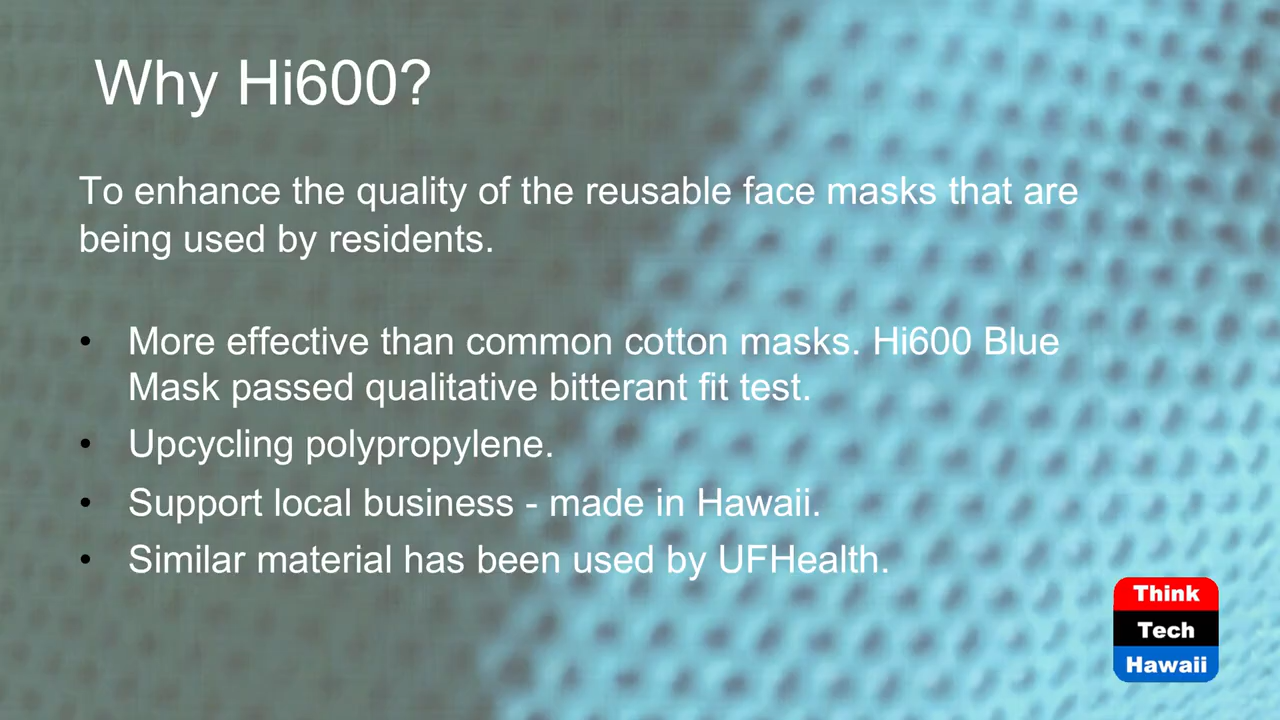 Why Hi600?
To enhance the quality of the reusable face masks that are
being used by residents.
• More effective than common cotton masks. Hi600 Blue
Mask passed qualitative bitterant fit test.
• Upcycling polypropylene.
• Support local business - made in Hawaii.
• Similar material has been used by UFHealth.
Think
Tech
Hawaii